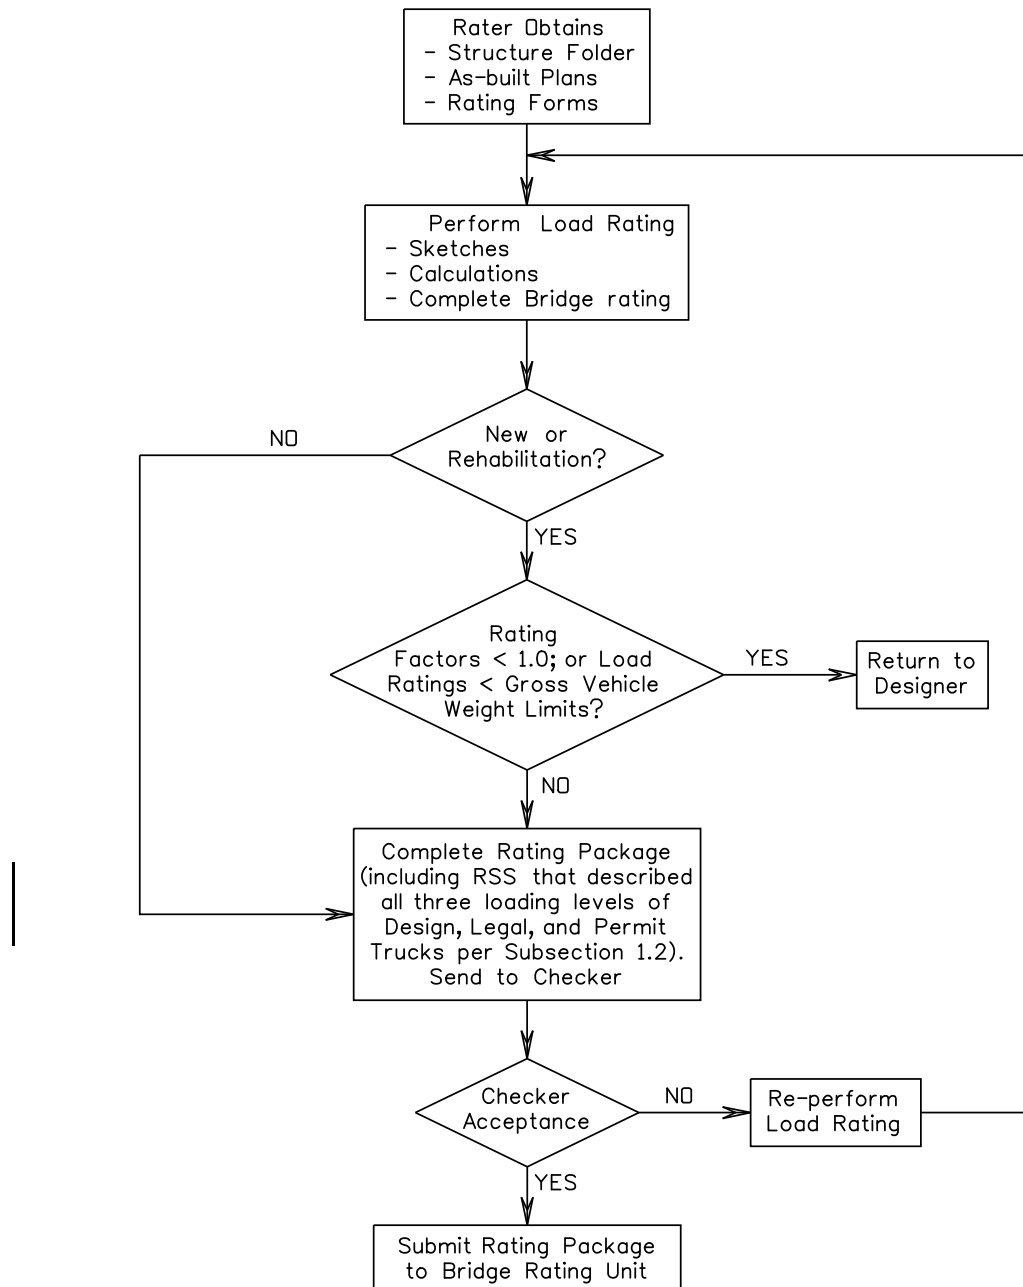 Rater Obtains
- Structure Folder
- As-built Plans
- Rating Forms
Perform Load Rating
- Sketches
- Calculations
- Complete Bridge rating
New or
Rehabilitation?
NO
YES
Rating
Factors < 1.0; or Load
Ratings < Gross Vehicle
Weight Limits?
YES
Return to
Designer
NO
Complete Rating Package
(including RSS that described
all three loading levels of
Design, Legal, and Permit
Trucks per Subsection 1.2).
Send to Checker
Checker
Acceptance
NO
Re-perform
Load Rating
YES
Submit Rating Package
to Bridge Rating Unit